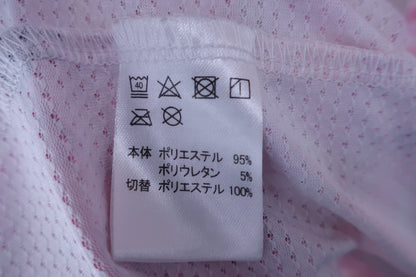 40
本体 ポリエステル 95%
ポリウレタン 5%
切替 ポリエステル 100%